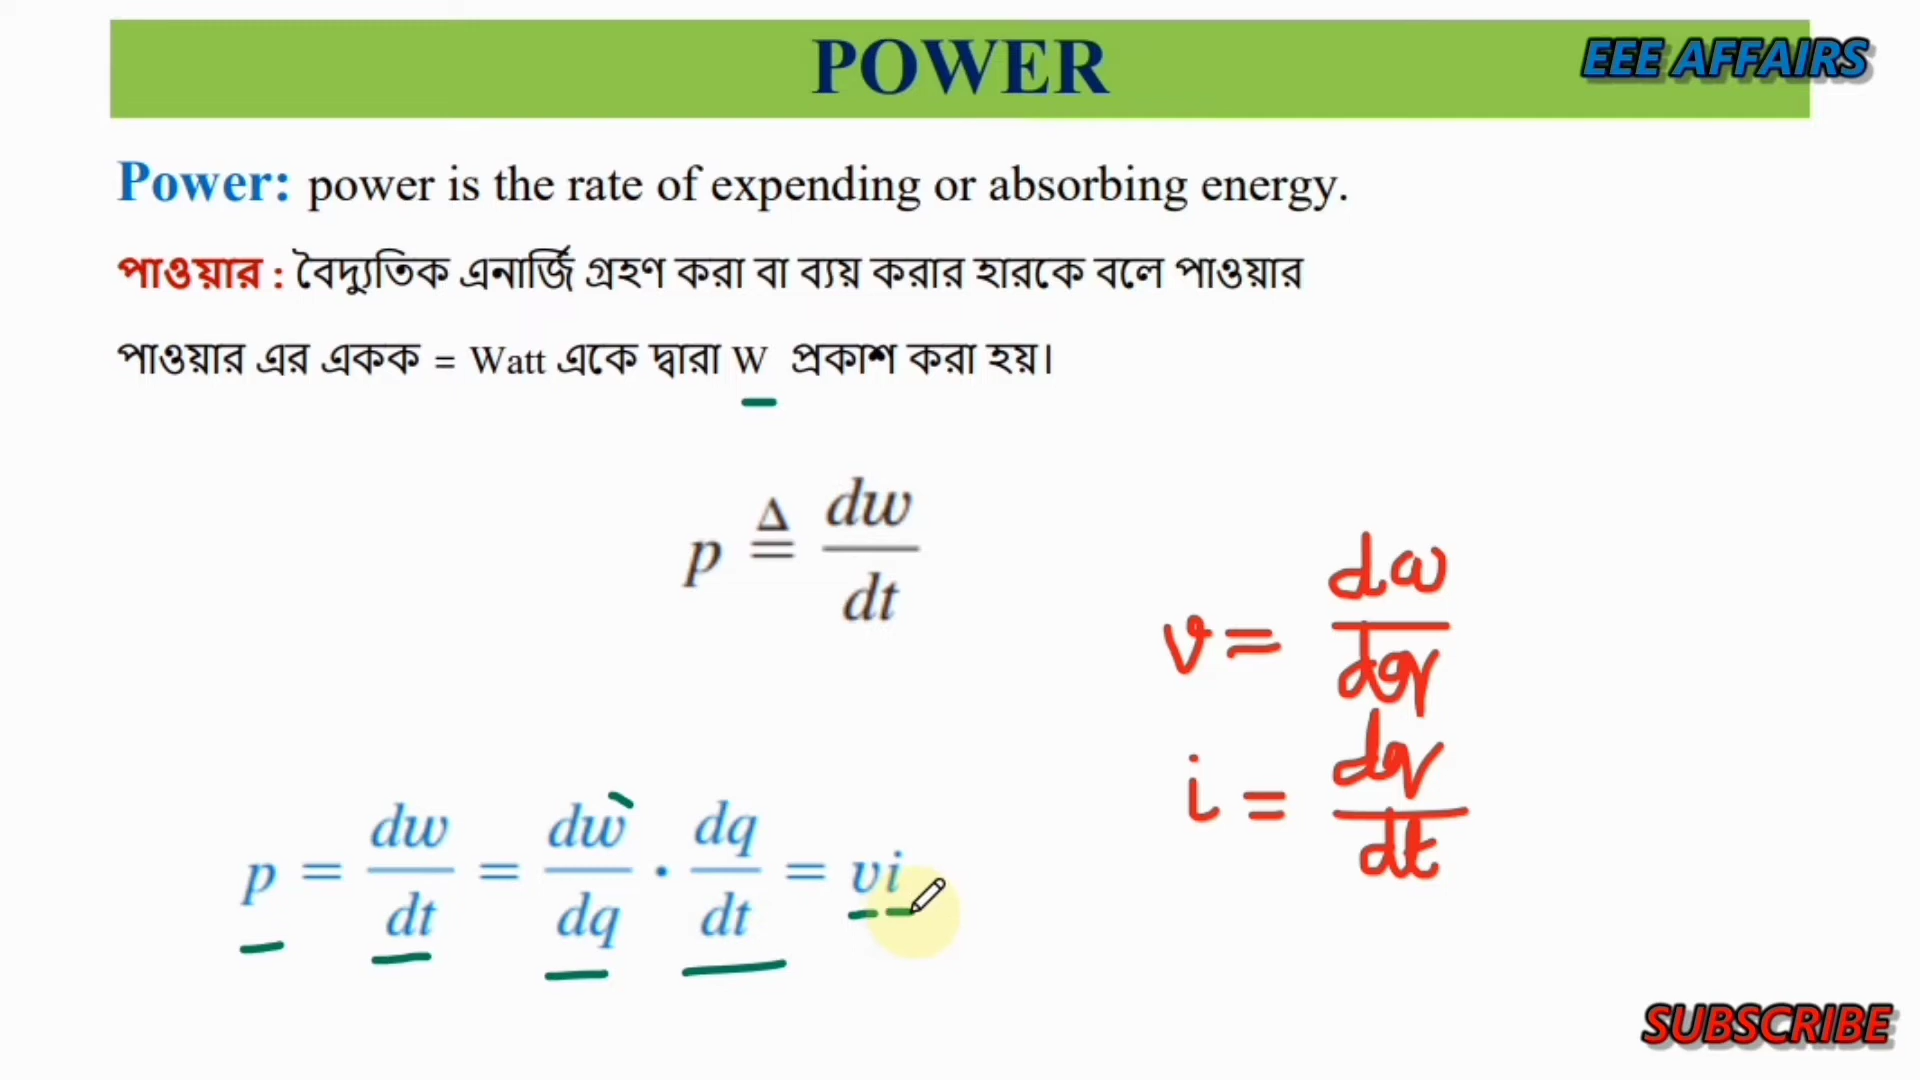 POWER
EEE AFFAIRS
Power: power is the rate of expending or absorbing energy.
পাওয়ার : বৈদ্যুতিক এনার্জি গ্রহণ করা বা ব্যয় করার হারকে বলে পাওয়ার
পাওয়ার এর একক = Watt একে দ্বারা W প্রকাশ করা হয়।
p ≜ dw/dt
v = dw/dq
i = dq/dt
p = dw/dt = dw/dq · dq/dt = vi
SUBSCRIBE